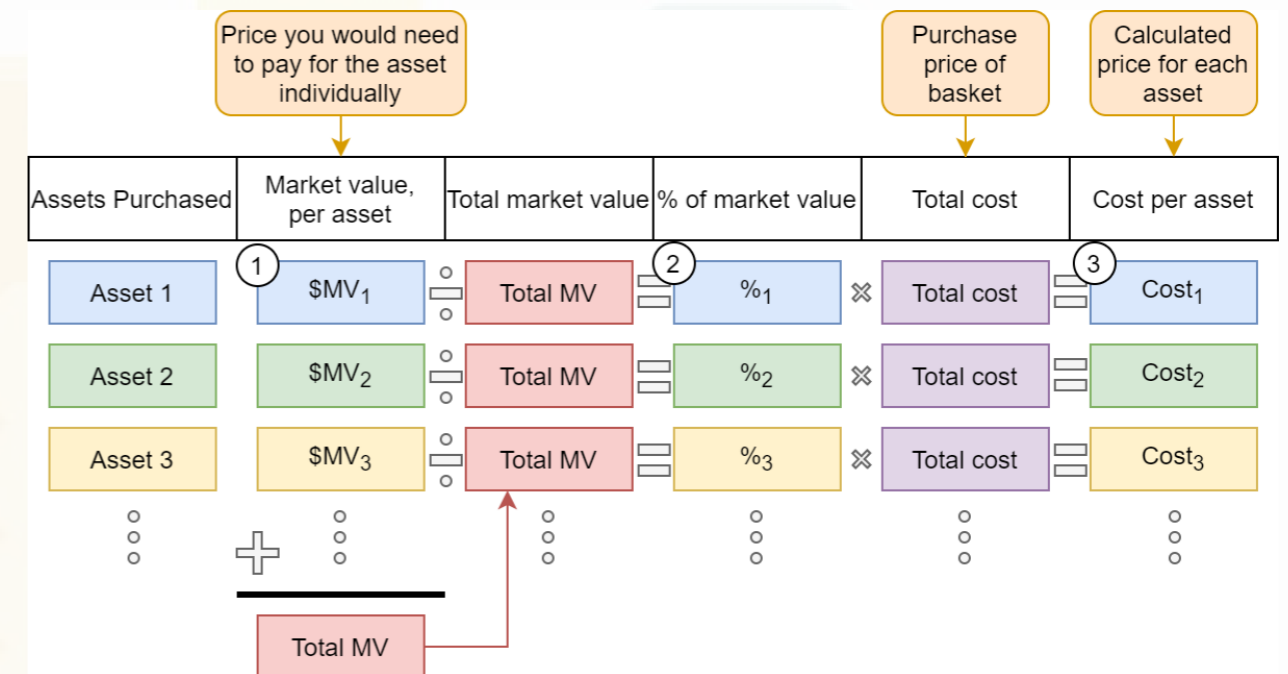 Price you would need
to pay for the asset
individually
Purchase
price of
basket
Calculated
price for each
asset
Assets Purchased
Market value,
per asset
Total market value
% of market value
Total cost
Cost per asset
1
2
3
Asset 1
$MV₁
Total MV
%₁
Total cost
Cost₁
Asset 2
$MV₂
Total MV
%₂
Total cost
Cost₂
Asset 3
$MV₃
Total MV
%₃
Total cost
Cost₃
Total MV